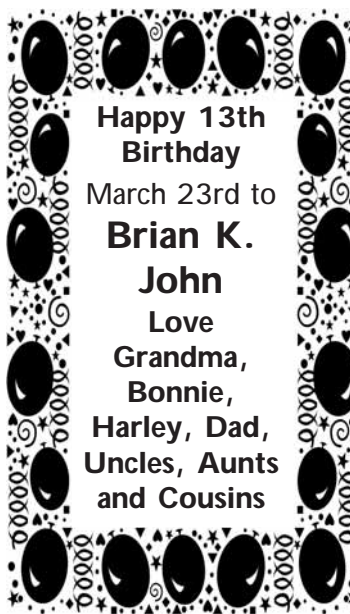 Happy 13th
Birthday
March 23rd to
Brian K.
John
Love
Grandma,
Bonnie,
Harley, Dad,
Uncles, Aunts
and Cousins